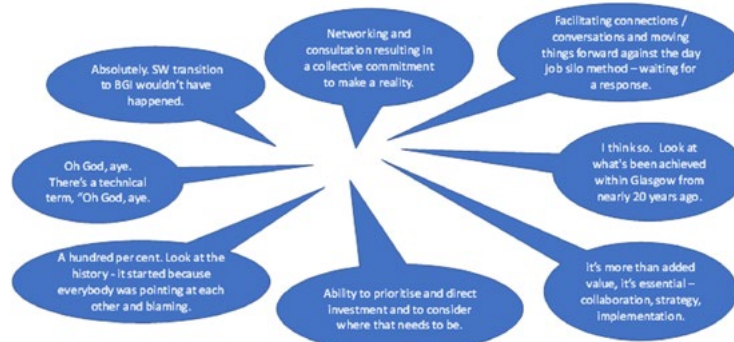 Networking and
consultation resulting in
a collective commitment
to make a reality.
Facilitating connections /
conversations and moving
things forward against the day
job silo method – waiting for
a response.
Absolutely. SW transition
to BGI wouldn't have
happened.
Oh God, aye.
There's a technical
term, "Oh God, aye.
I think so. Look at
what's been achieved
within Glasgow from
nearly 20 years ago.
A hundred per cent. Look at the
history - it started because
everybody was pointing at each
other and blaming.
Ability to prioritise and direct
investment and to consider
where that needs to be.
it's more than added
value, it's essential –
collaboration, strategy,
implementation.